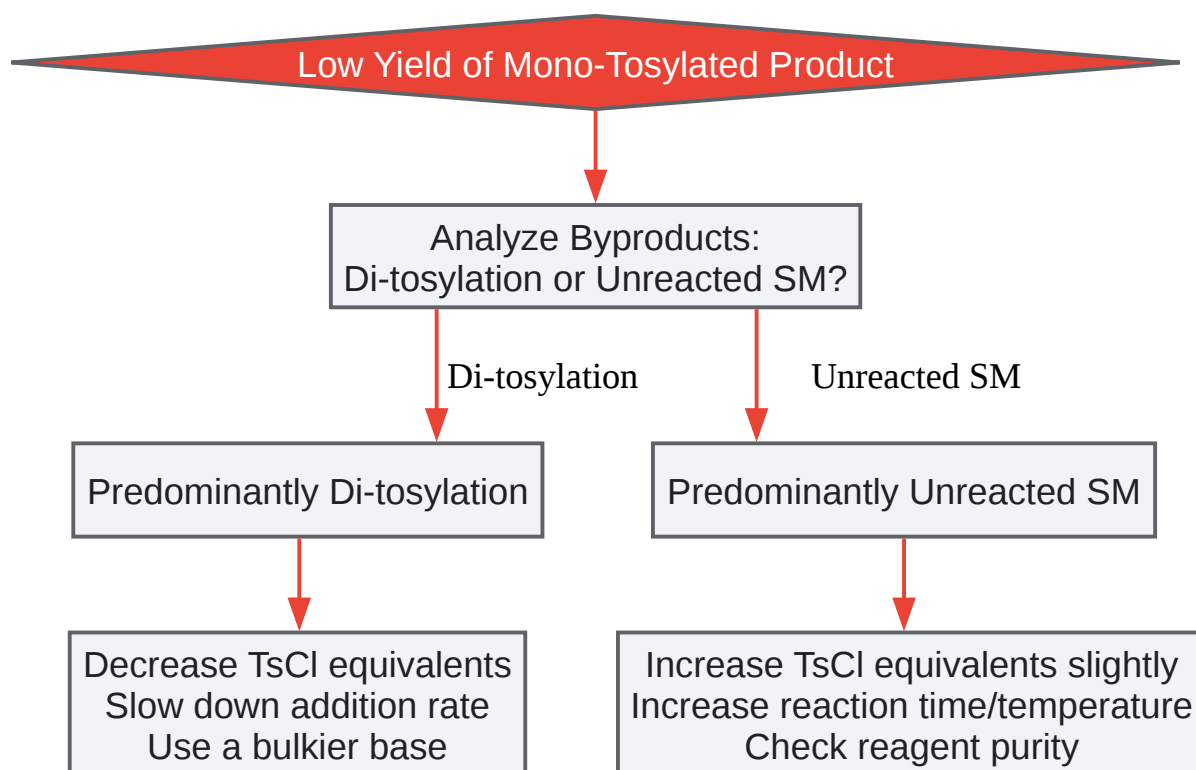 Low Yield of Mono-Tosylated Product
Analyze Byproducts:
Di-tosylation or Unreacted SM?
Di-tosylation
Unreacted SM
Predominantly Di-tosylation
Predominantly Unreacted SM
Decrease TsCl equivalents
Slow down addition rate
Use a bulkier base
Increase TsCl equivalents slightly
Increase reaction time/temperature
Check reagent purity